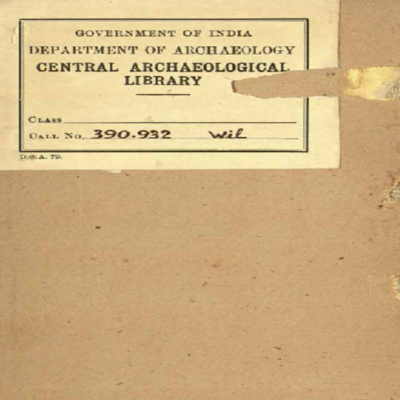 GOVERNMENT OF INDIA
DEPARTMENT OF ARCHAEOLOGY
CENTRAL ARCHAEOLOGICAL
LIBRARY
CLASS
CALL No. 390.932 Wil
D.G.A. 79.